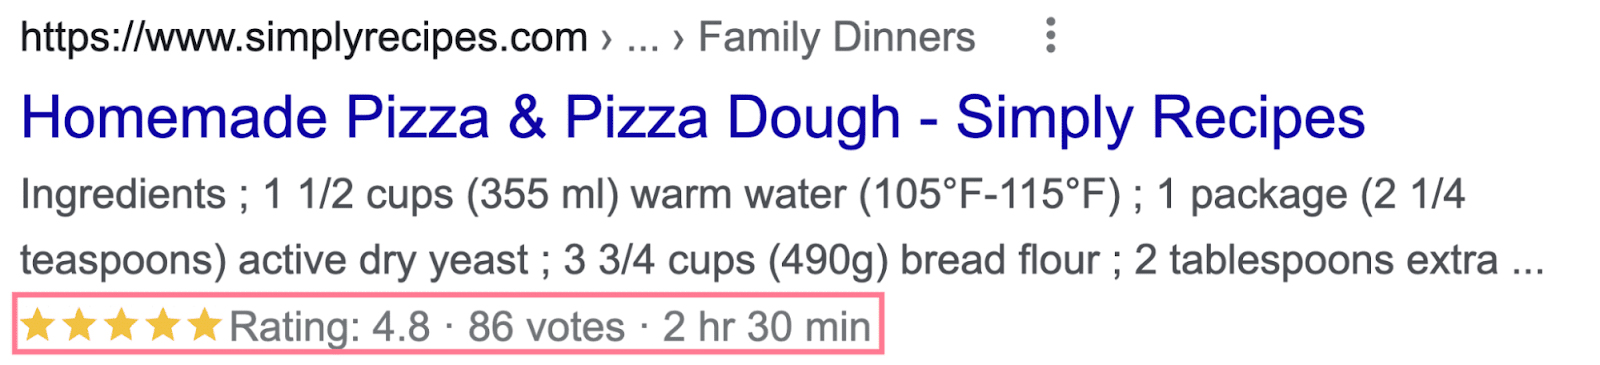 https://www.simplyrecipes.com › ... › Family Dinners
Homemade Pizza & Pizza Dough - Simply Recipes
Ingredients ; 1 1/2 cups (355 ml) warm water (105°F-115°F) ; 1 package (2 1/4
teaspoons) active dry yeast ; 3 3/4 cups (490g) bread flour ; 2 tablespoons extra ...
Rating: 4.8 · 86 votes · 2 hr 30 min